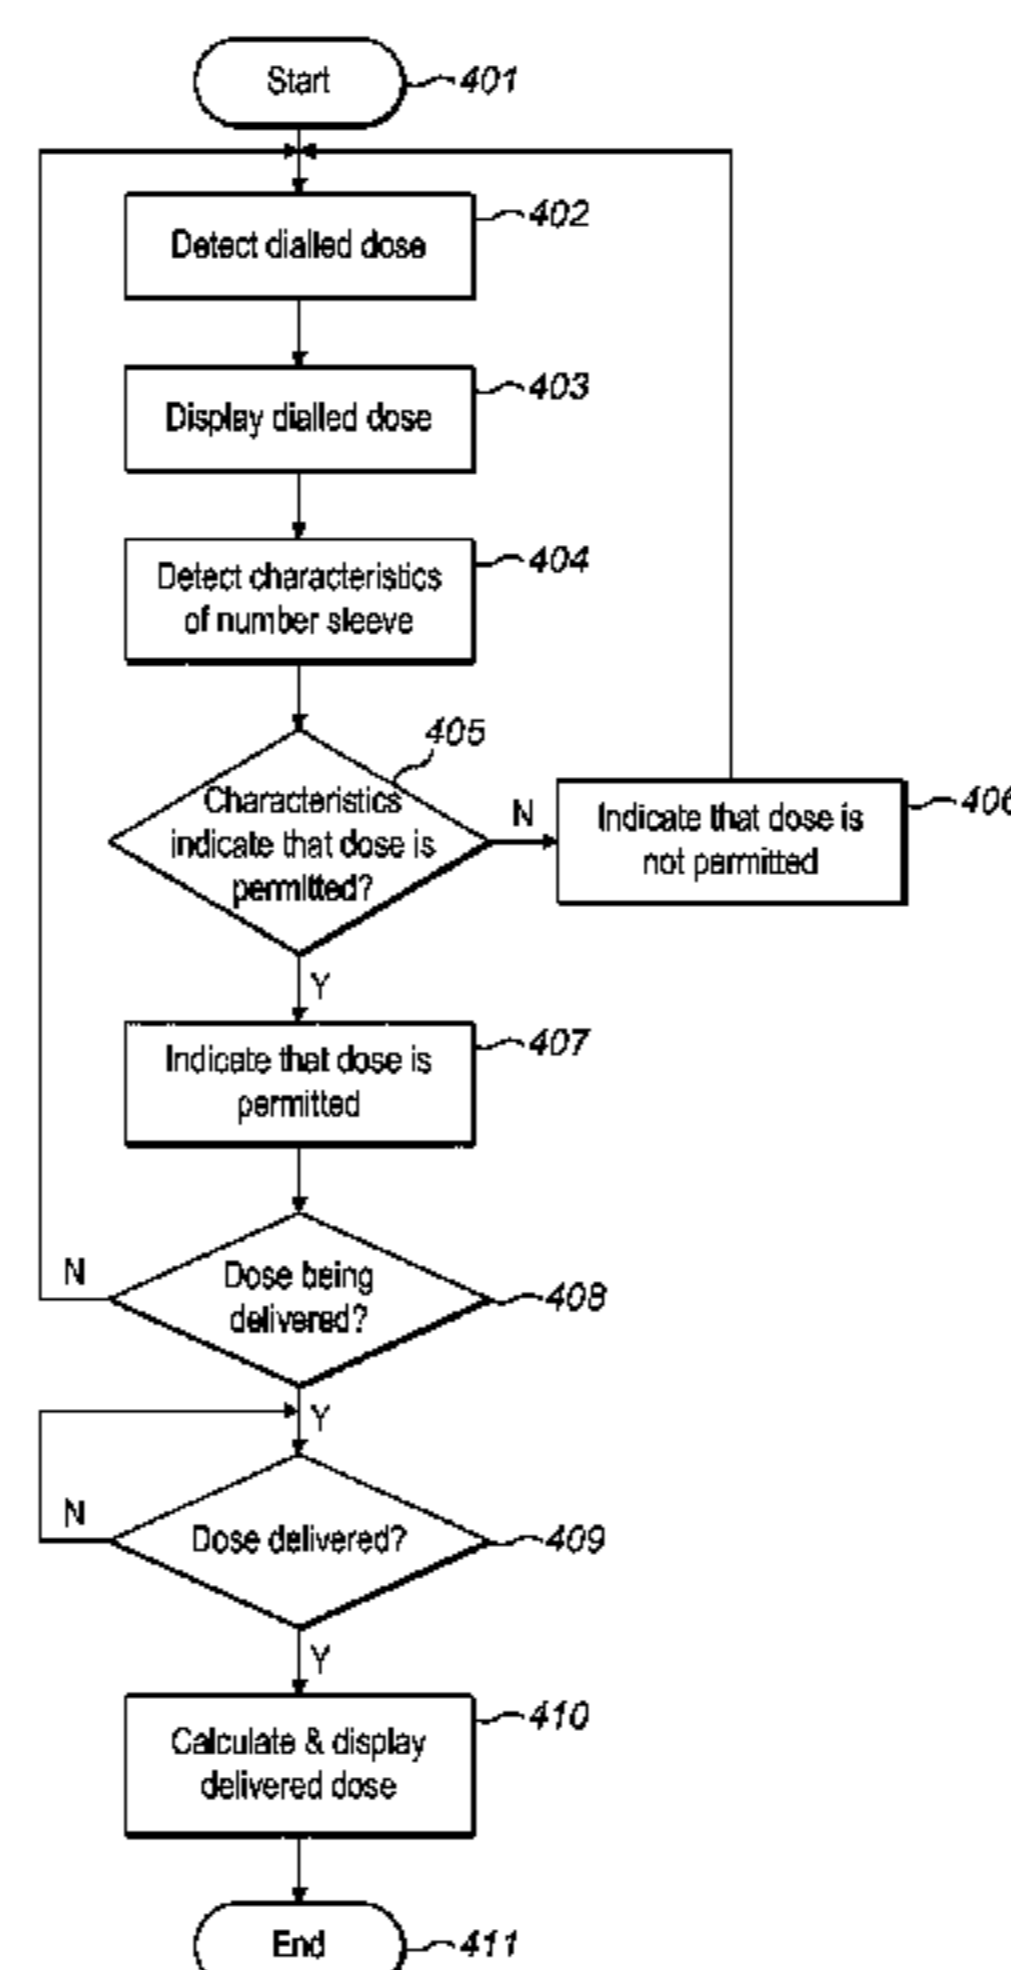 Start
401
Detect dialled dose
402
Display dialled dose
403
Detect characteristics
of number sleeve
404
405
Characteristics
indicate that dose is
permitted?
N
Indicate that dose is
not permitted
406
Y
Indicate that dose is
permitted
407
N
Dose being
delivered?
408
Y
N
Dose delivered?
409
Y
Calculate & display
delivered dose
410
End
411